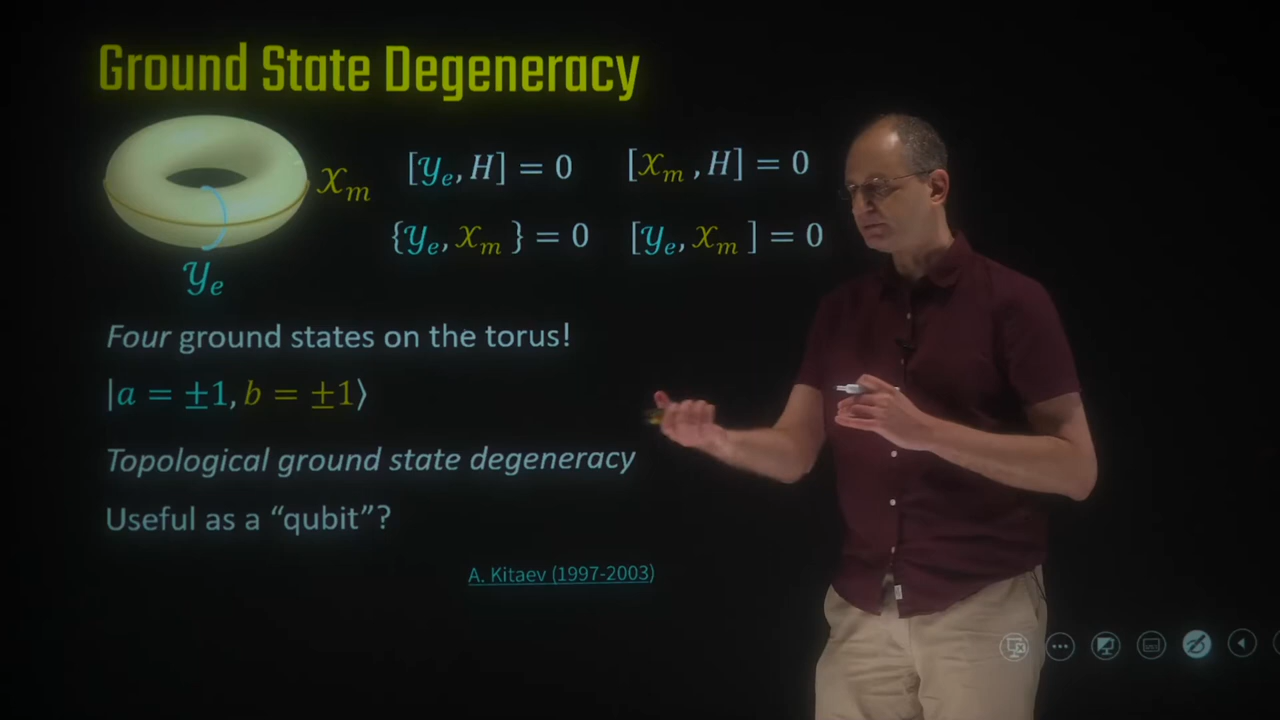 Ground State Degeneracy
𝒳ₘ
[𝒴ₑ, H] = 0
[𝒳ₘ, H] = 0
{𝒴ₑ, 𝒳ₘ} = 0
[𝒴ₑ, 𝒳ₘ] = 0
𝒴ₑ
Four ground states on the torus!
|a = ±1, b = ±1⟩
Topological ground state degeneracy
Useful as a “qubit”?
A. Kitaev (1997-2003)